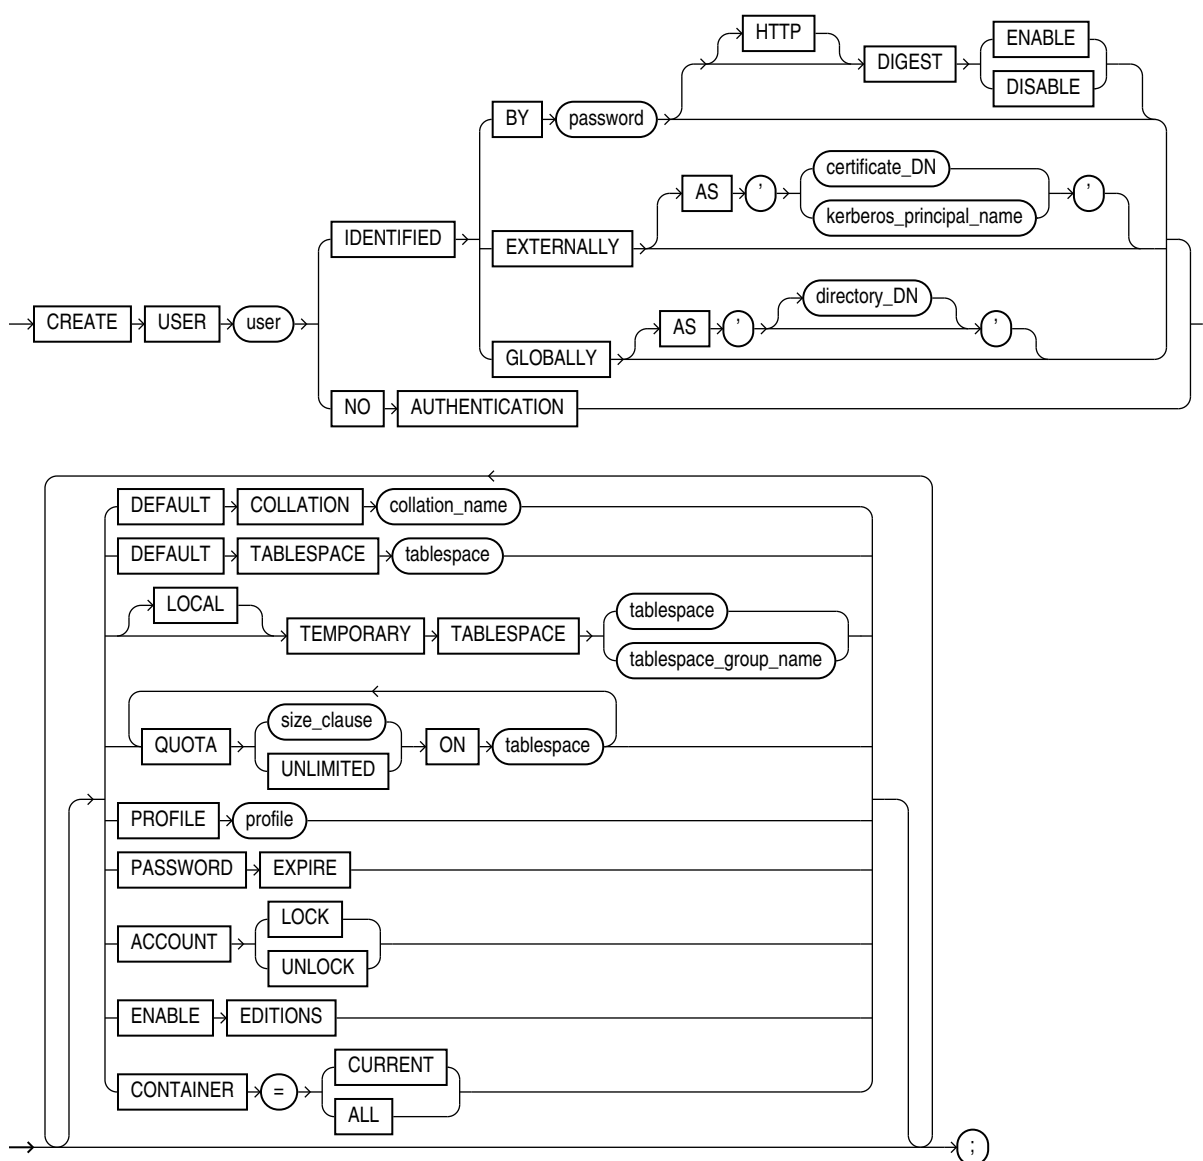 HTTP
ENABLE
DIGEST
DISABLE
BY password
certificate_DN
AS ' '
kerberos_principal_name
IDENTIFIED
EXTERNALLY
directory_DN
CREATE USER user
AS ' '
GLOBALLY
NO AUTHENTICATION
DEFAULT COLLATION collation_name
DEFAULT TABLESPACE tablespace
LOCAL
tablespace
TEMPORARY TABLESPACE
tablespace_group_name
size_clause
QUOTA ON tablespace
UNLIMITED
PROFILE profile
PASSWORD EXPIRE
LOCK
ACCOUNT
UNLOCK
ENABLE EDITIONS
CURRENT
CONTAINER =
ALL
;